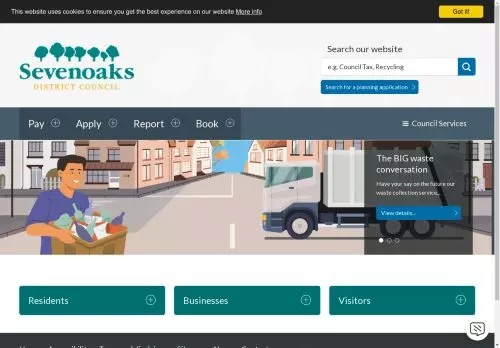 This website uses cookies to ensure you get the best experience on our website More info
Got it!
Sevenoaks
DISTRICT COUNCIL
Search our website
e.g. Council Tax, Recycling
Search for a planning application
Pay
Apply
Report
Book
Council Services
The BIG waste
conversation
Have your say on the future our
waste collection service...
View details...
Residents
Businesses
Visitors